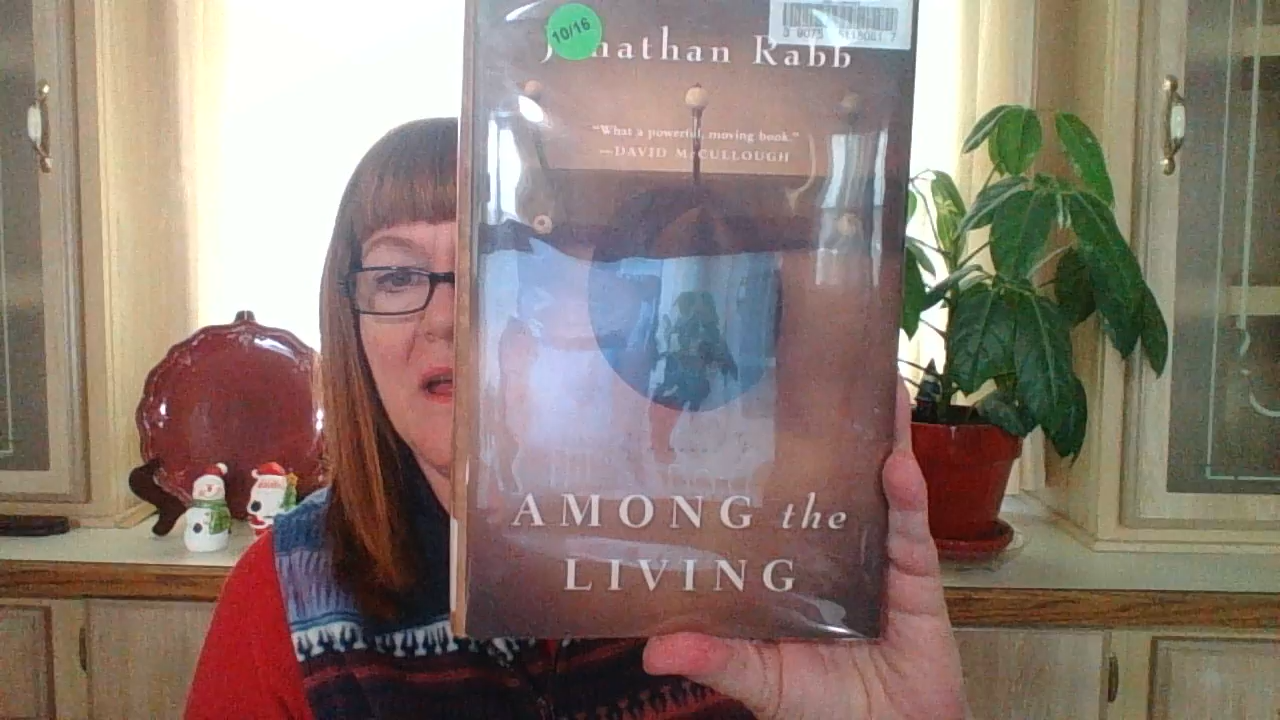 10/16
Jonathan Rabb
"What a powerful, moving book."
—DAVID McCULLOUGH
AMONG the
LIVING